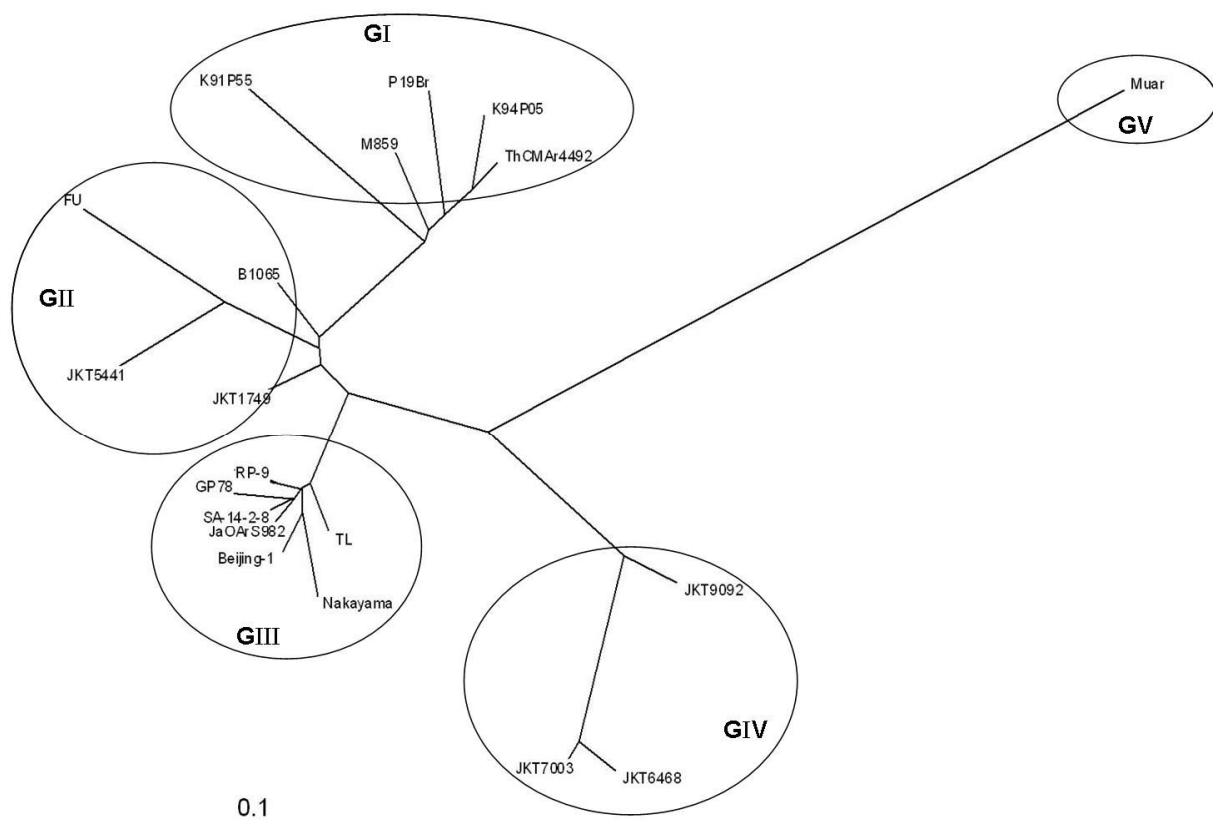 GI
K91P55
P19Br
K94P05
M859
ThCMAr4492
Muar
GV
FU
B1065
GII
JKT5441
JKT1749
RP-9
GP78
SA-14-2-8
JaOArS982
TL
Beijing-1
Nakayama
GIII
JKT9092
GIV
JKT7003
JKT6468
0.1